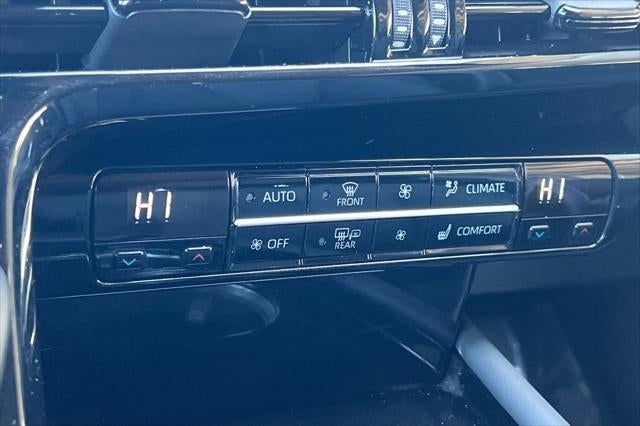 HI AUTO FRONT CLIMATE HI
OFF REAR COMFORT